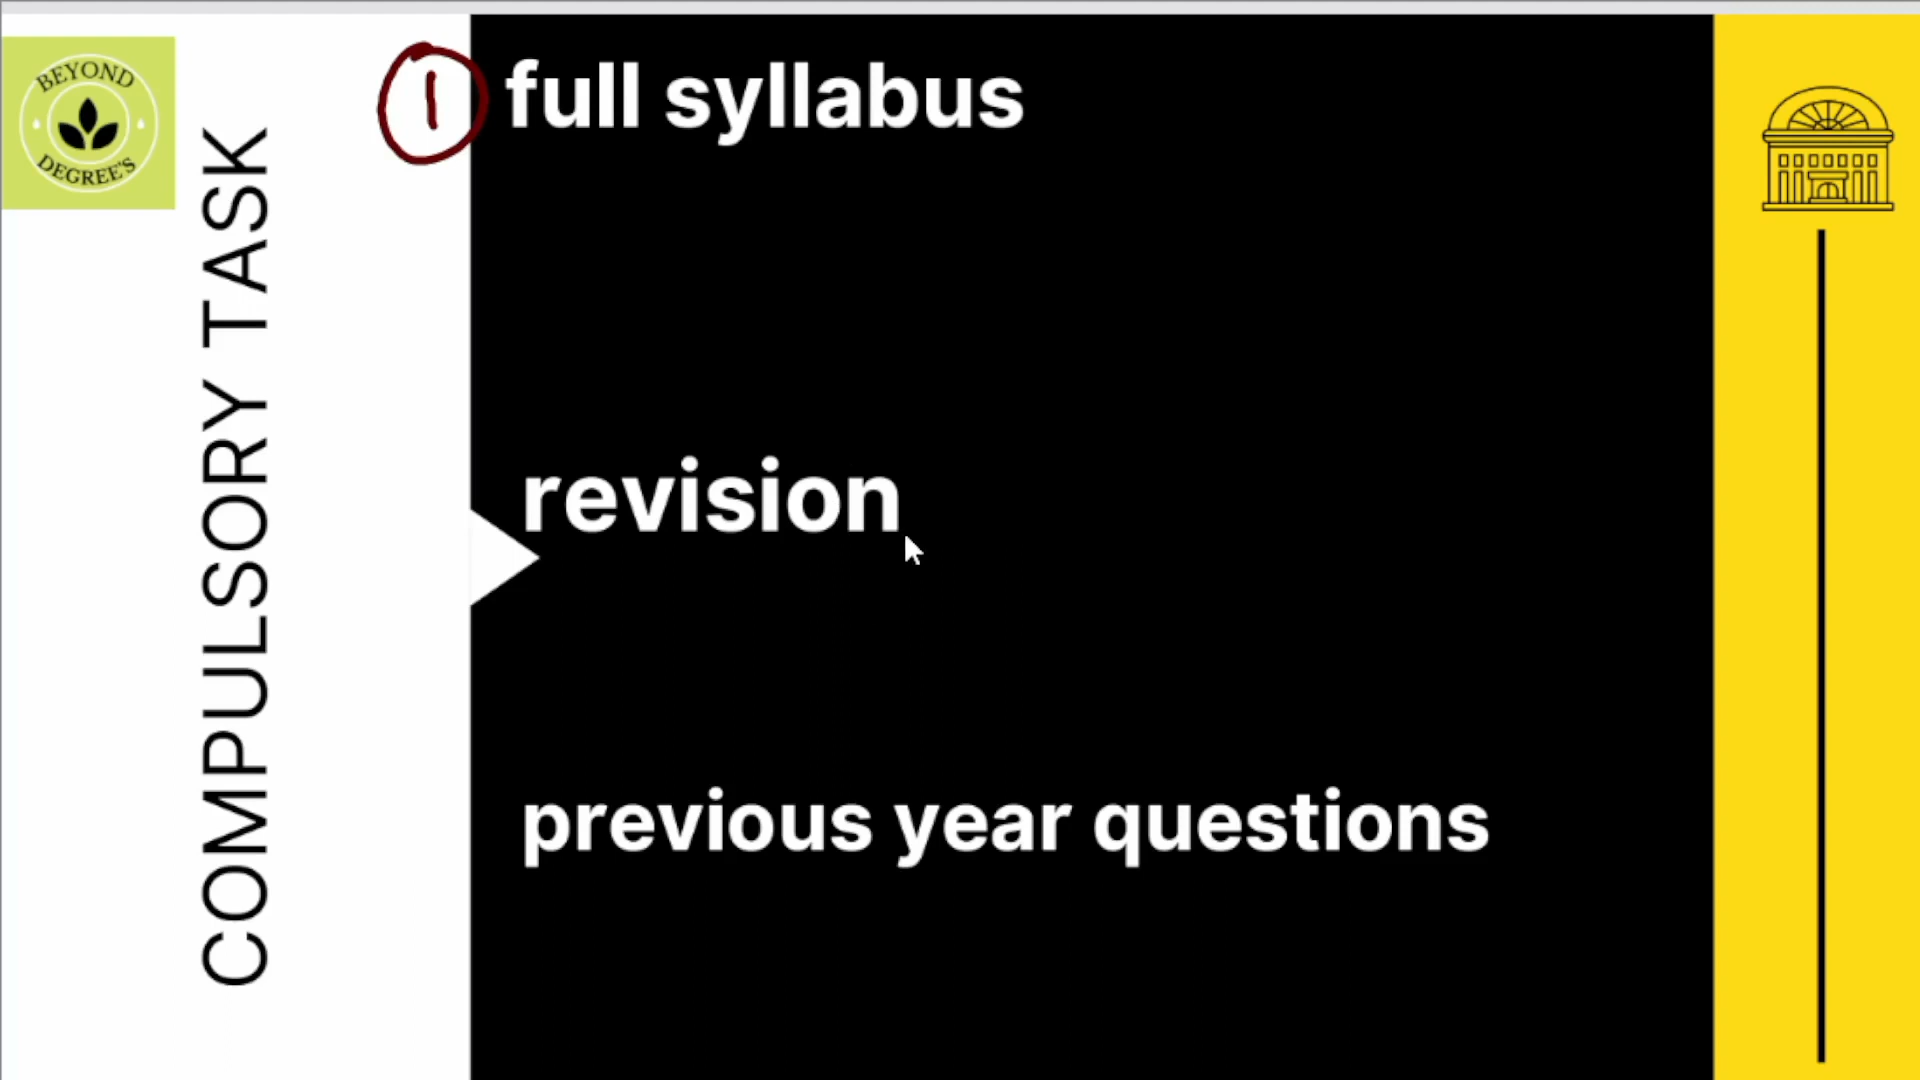 BEYOND
DEGREE'S
COMPULSORY TASK
1 full syllabus
revision
previous year questions